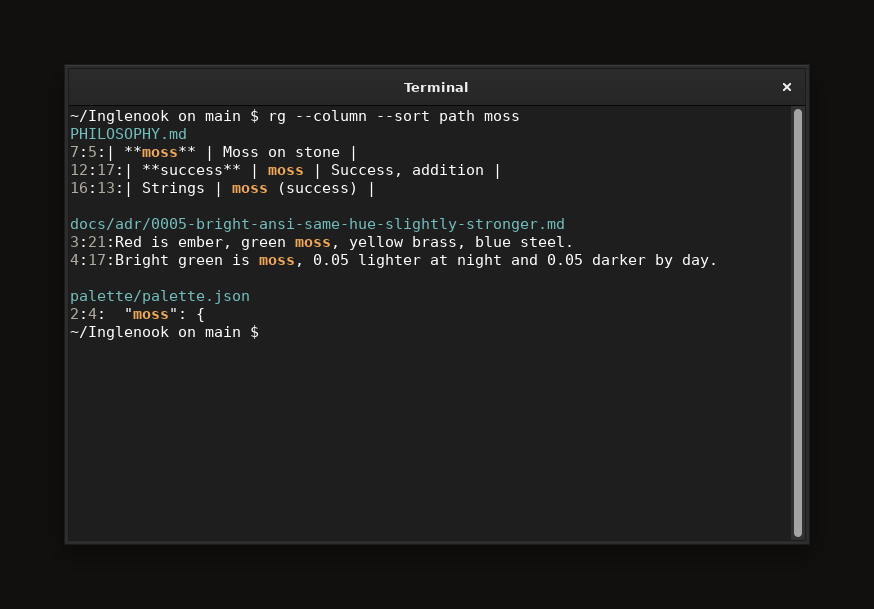 Terminal ×
~/Inglenook on main $ rg --column --sort path moss
PHILOSOPHY.md
7:5:| **moss** | Moss on stone |
12:17:| **success** | moss | Success, addition |
16:13:| Strings | moss (success) |

docs/adr/0005-bright-ansi-same-hue-slightly-stronger.md
3:21:Red is ember, green moss, yellow brass, blue steel.
4:17:Bright green is moss, 0.05 lighter at night and 0.05 darker by day.

palette/palette.json
2:4:  "moss": {
~/Inglenook on main $